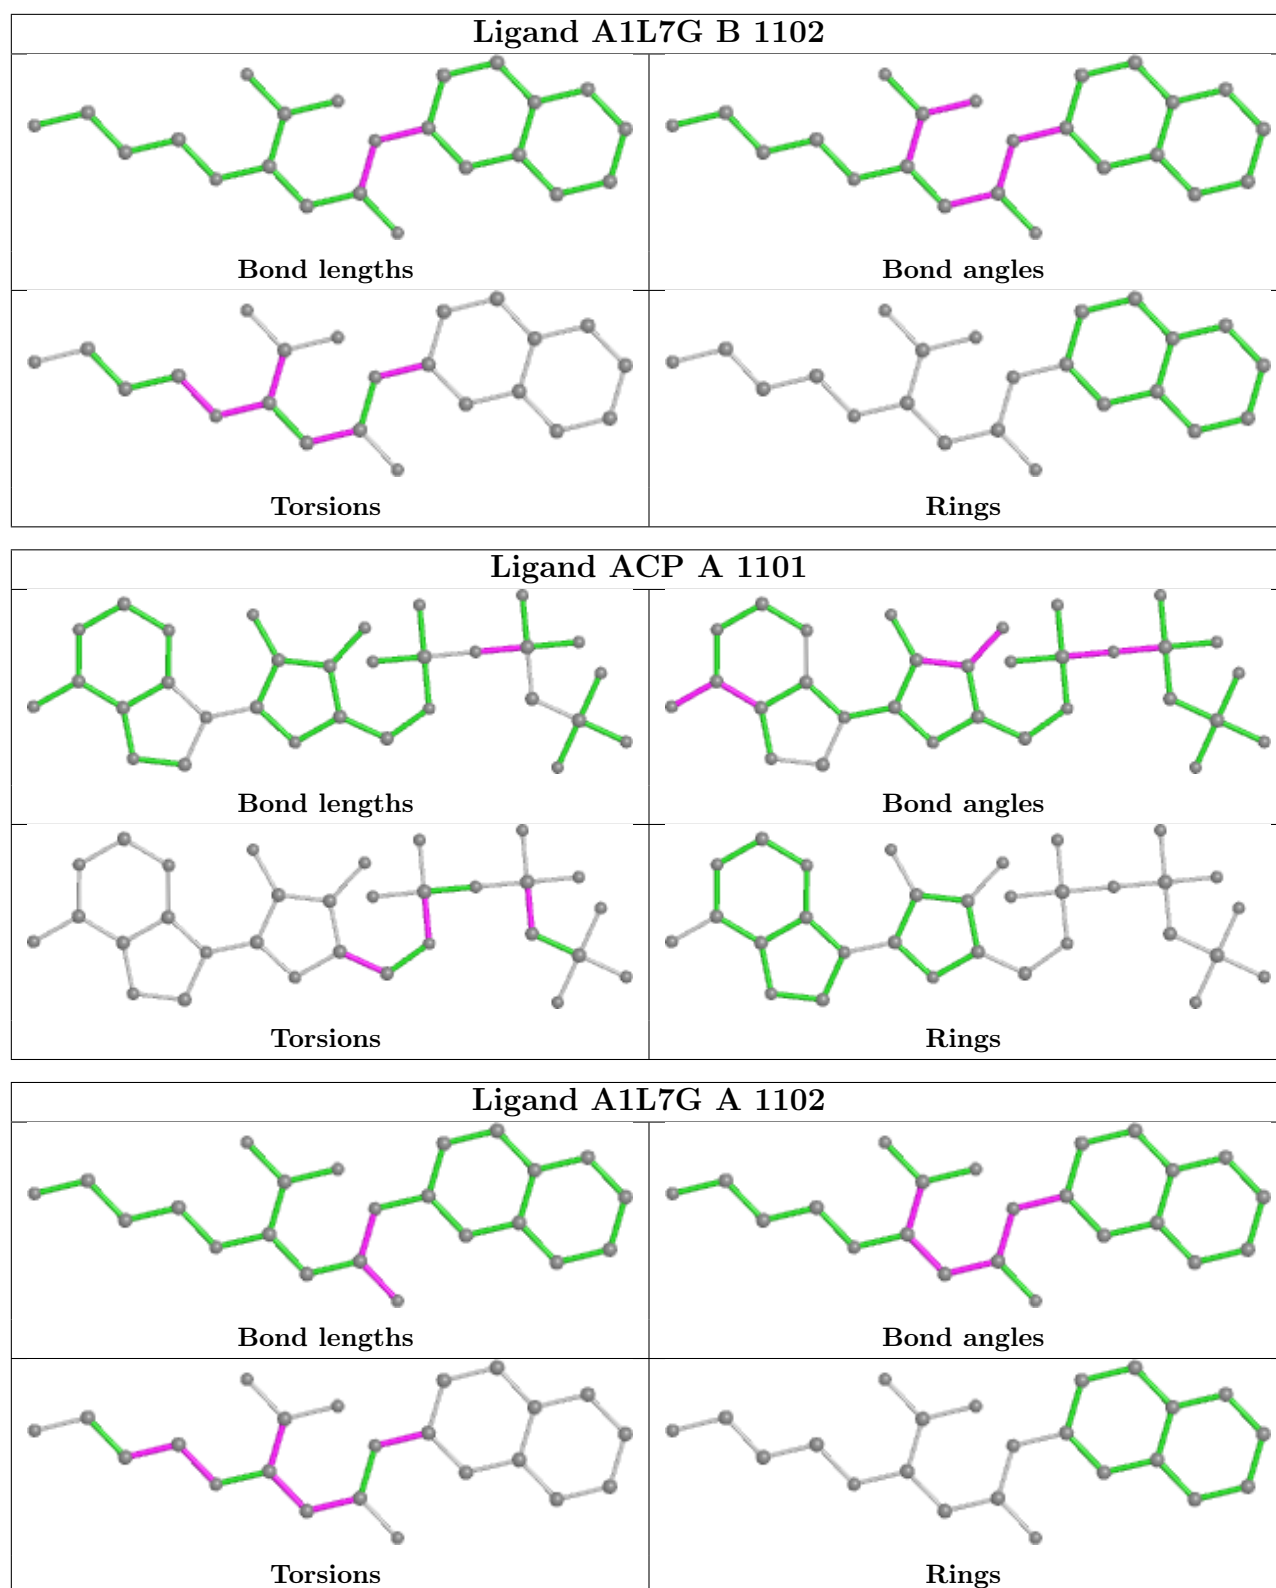 Ligand A1L7G B 1102
Bond lengths
Bond angles
Torsions
Rings
Ligand ACP A 1101
Bond lengths
Bond angles
Torsions
Rings
Ligand A1L7G A 1102
Bond lengths
Bond angles
Torsions
Rings